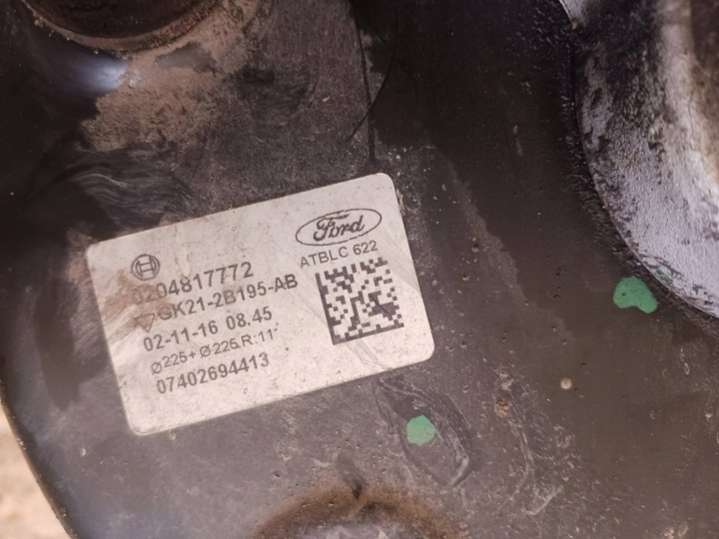 Ford
ATBLC 622
0204817772
GK21-2B195-AB
02-11-16 08.45
Ø225+Ø225.R:11'
07402694413